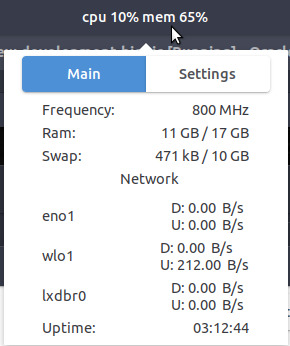 cpu 10% mem 65%
Main Settings
Frequency: 800 MHz
Ram: 11 GB / 17 GB
Swap: 471 kB / 10 GB
Network
eno1 D: 0.00 B/s
U: 0.00 B/s
wlo1 D: 0.00 B/s
U: 212.00 B/s
lxdbr0 D: 0.00 B/s
U: 0.00 B/s
Uptime: 03:12:44